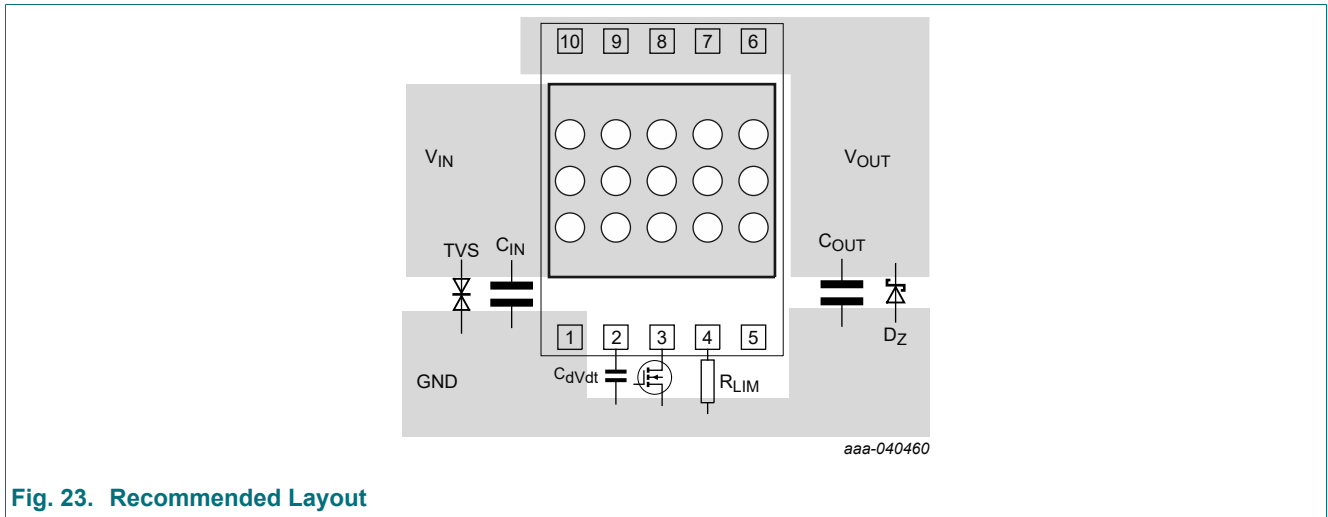 10 9 8 7 6
VIN
VOUT
TVS CIN
COUT
DZ
1 2 3 4 5
CdVdt
RLIM
GND
aaa-040460
Fig. 23. Recommended Layout